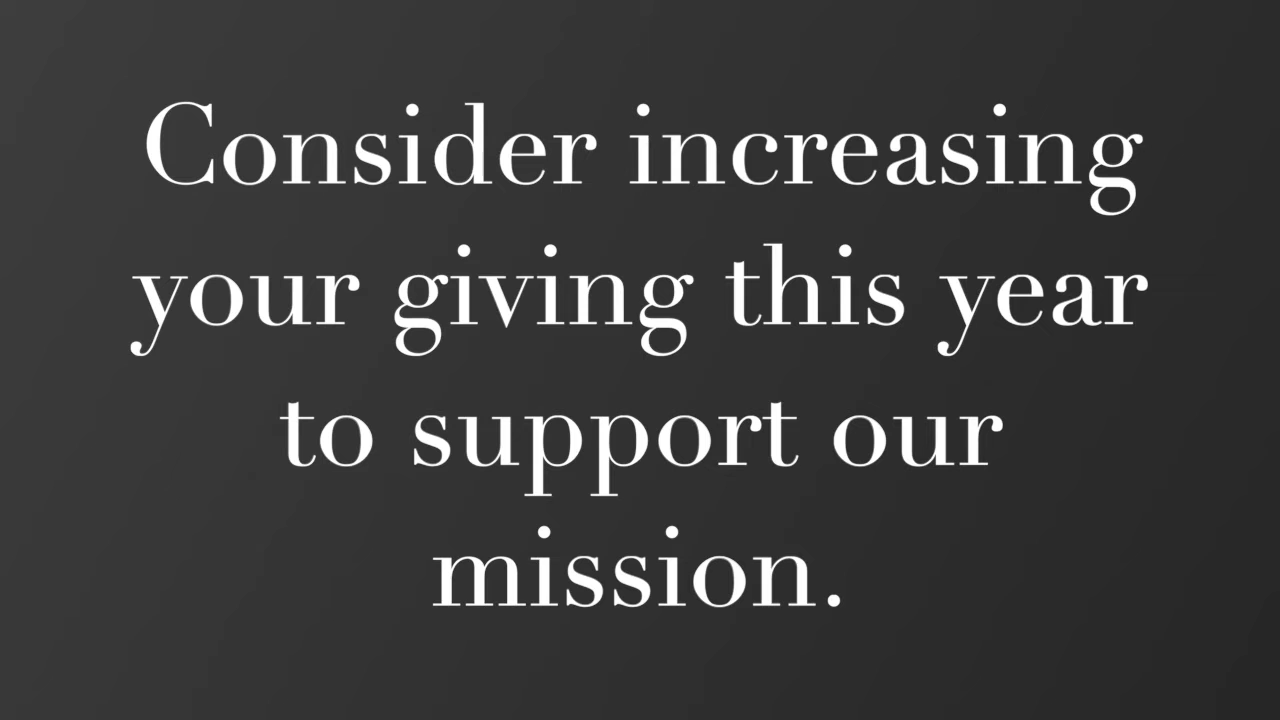 Consider increasing
your giving this year
to support our
mission.